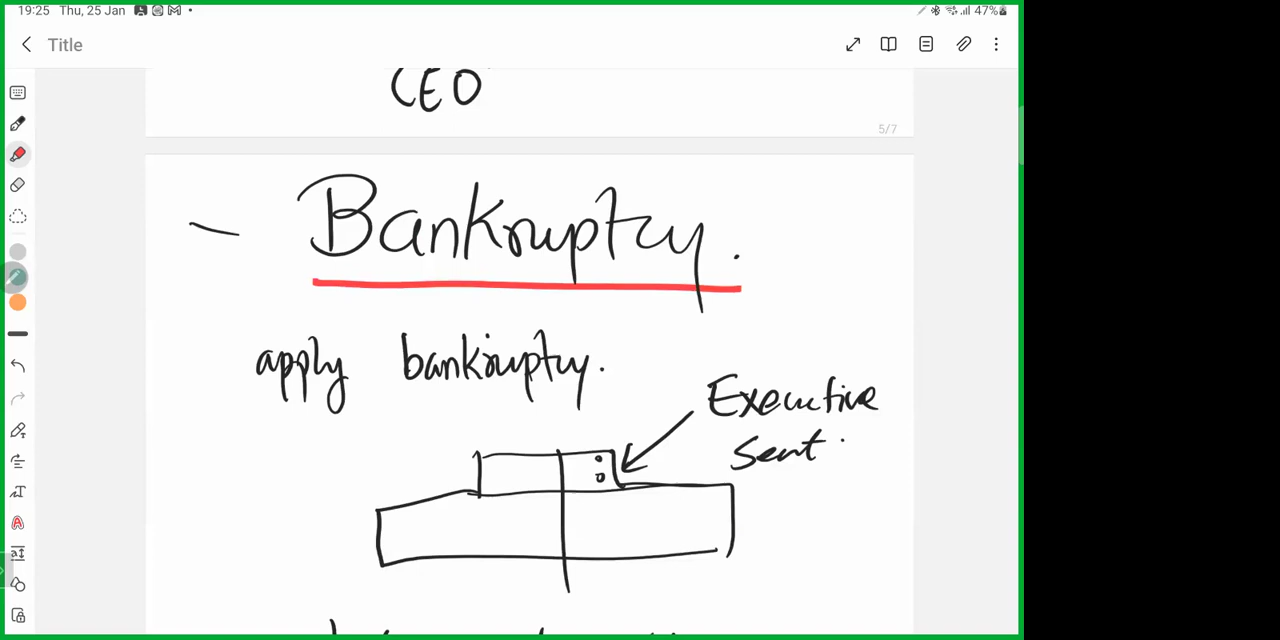 19:25 Thu, 25 Jan
47%
Title
CEO
5/7
Bankruptcy.
apply bankruptcy.
Executive
seat.